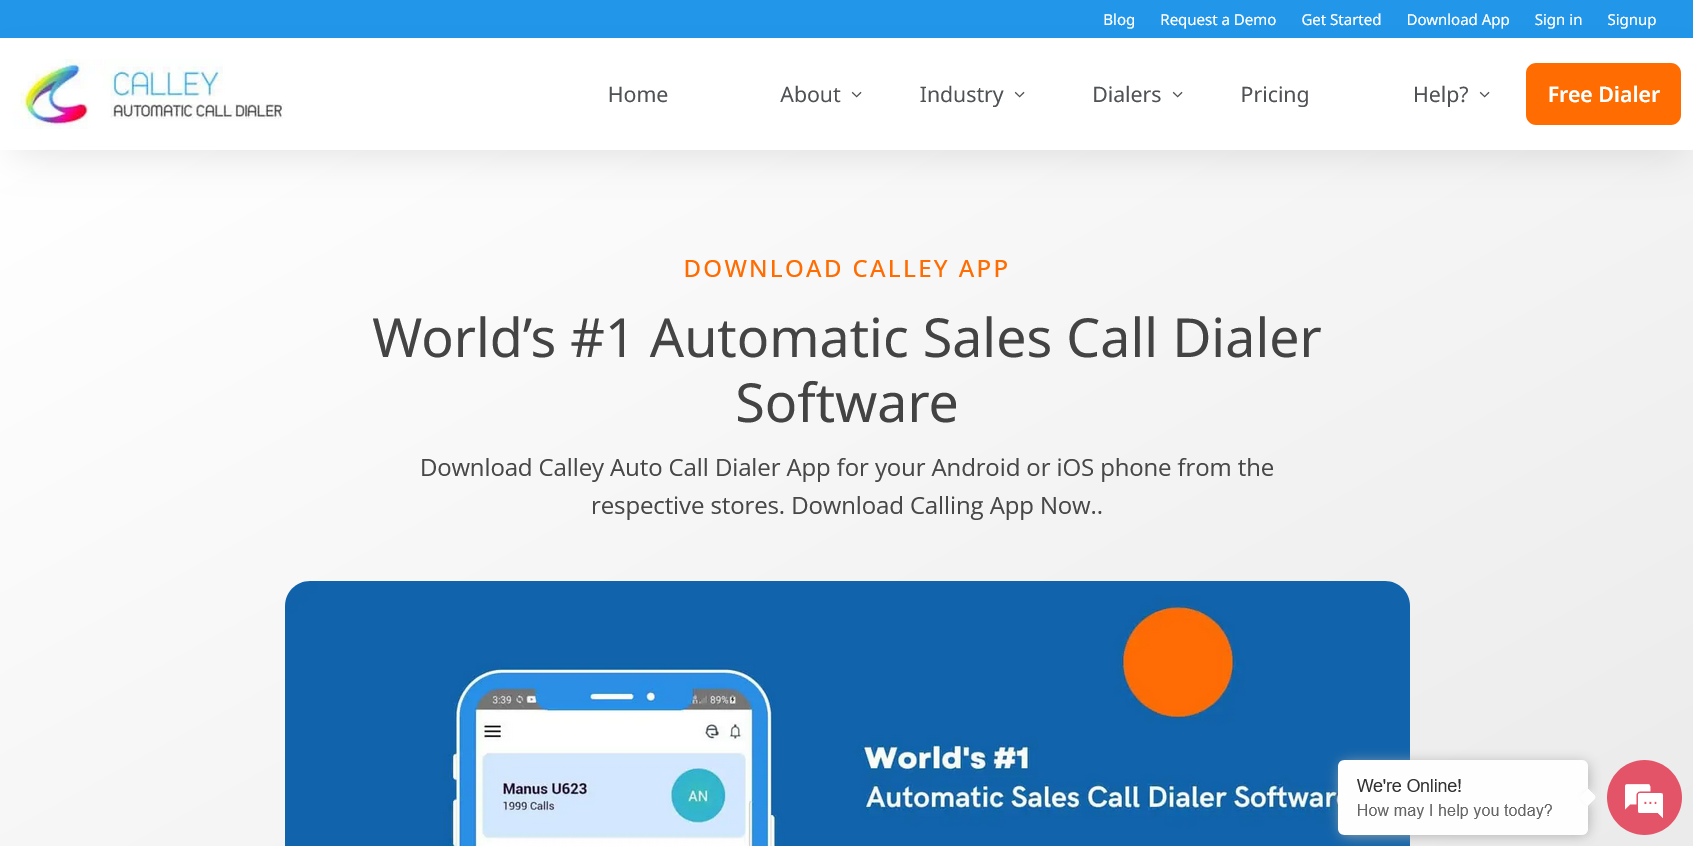 Blog Request a Demo Get Started Download App Sign in Signup
CALLEY
AUTOMATIC CALL DIALER
Home About Industry Dialers Pricing Help? Free Dialer
DOWNLOAD CALLEY APP
World’s #1 Automatic Sales Call Dialer
Software
Download Calley Auto Call Dialer App for your Android or iOS phone from the
respective stores. Download Calling App Now..
3:39 89%
Manus U623
1999 Calls
AN
World's #1
Automatic Sales Call Dialer Softwar
We're Online!
How may I help you today?